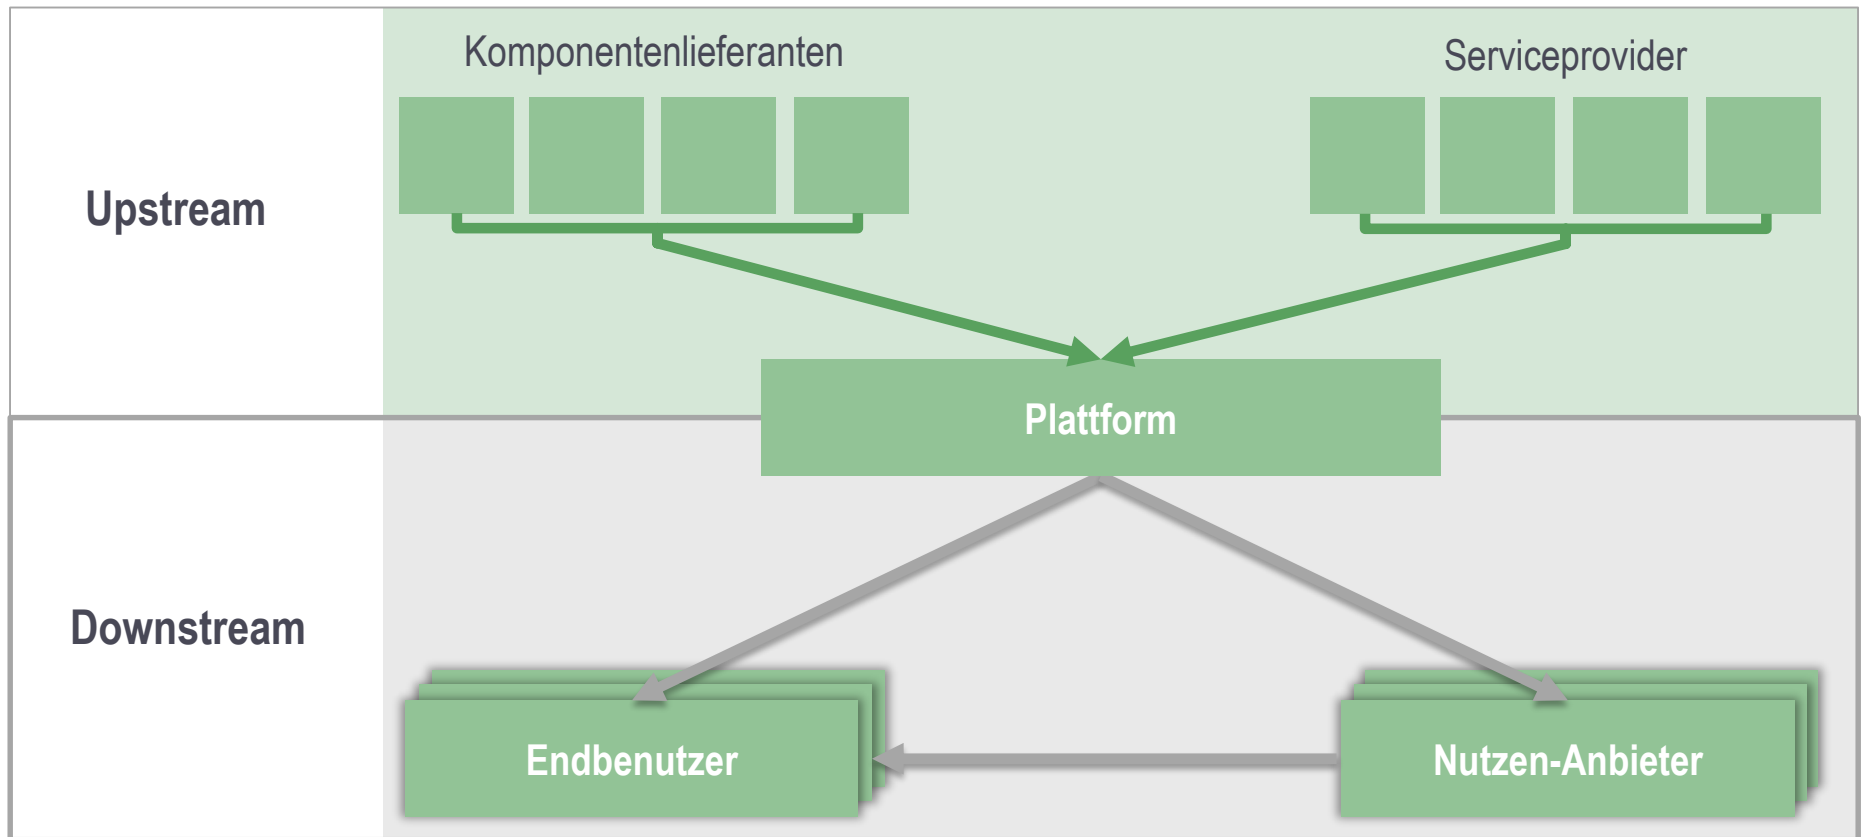 Komponentenlieferanten
Serviceprovider
Upstream
Plattform
Downstream
Endbenutzer
Nutzen-Anbieter